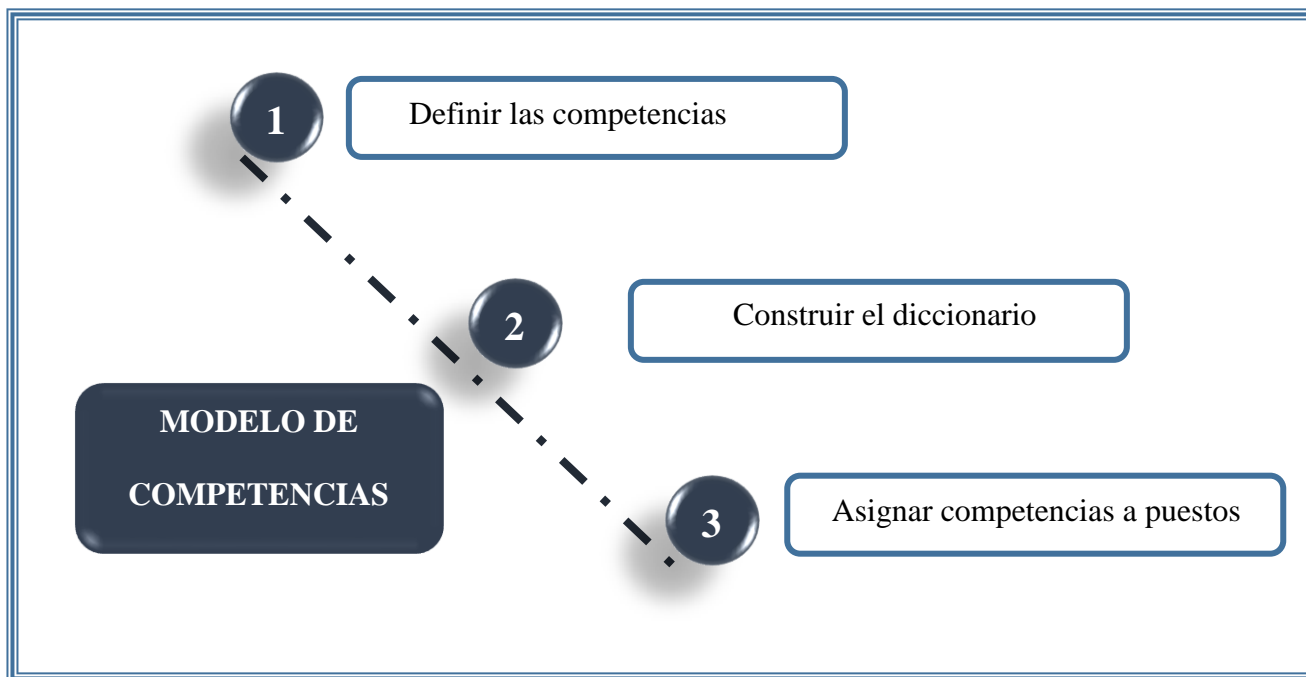 1
Definir las competencias
2
Construir el diccionario
MODELO DE
COMPETENCIAS
3
Asignar competencias a puestos